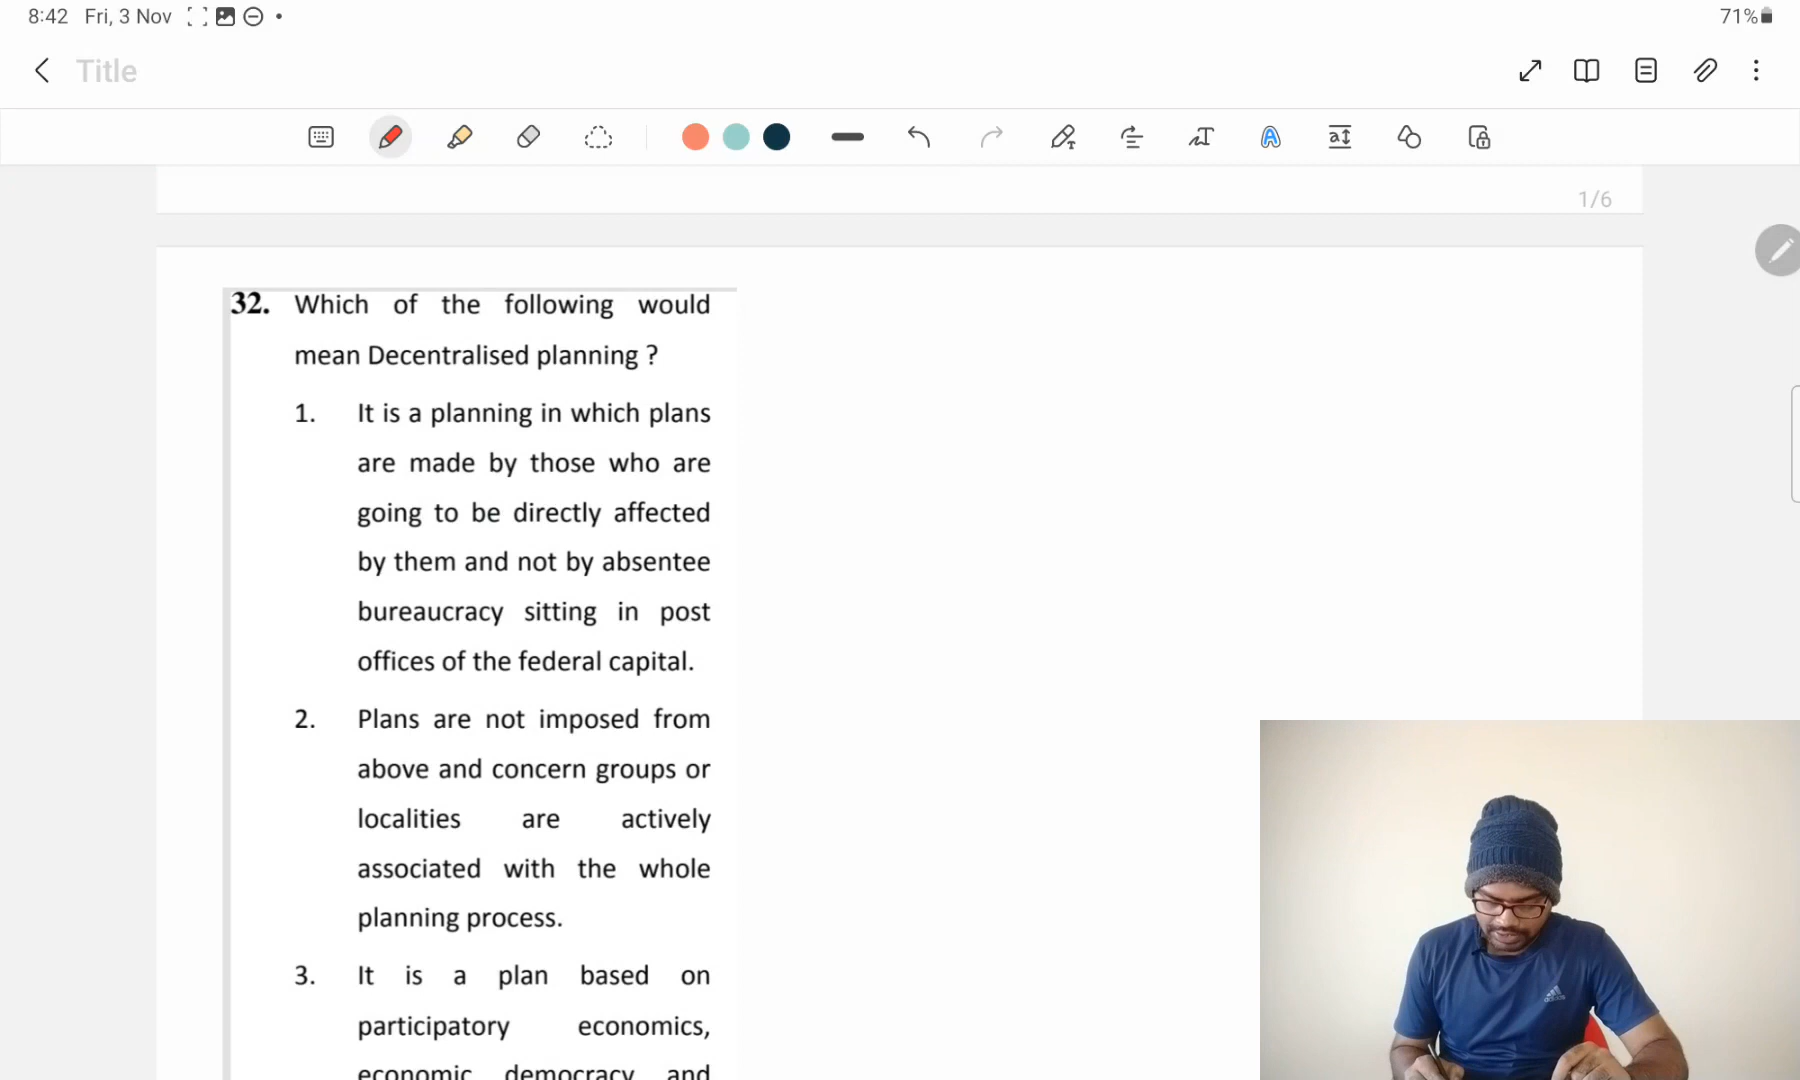 8:42 Fri, 3 Nov
71%
Title
1/6
32. Which of the following would
mean Decentralised planning ?
1. It is a planning in which plans
are made by those who are
going to be directly affected
by them and not by absentee
bureaucracy sitting in post
offices of the federal capital.
2. Plans are not imposed from
above and concern groups or
localities are actively
associated with the whole
planning process.
3. It is a plan based on
participatory economics,
economic democracy and
adidas